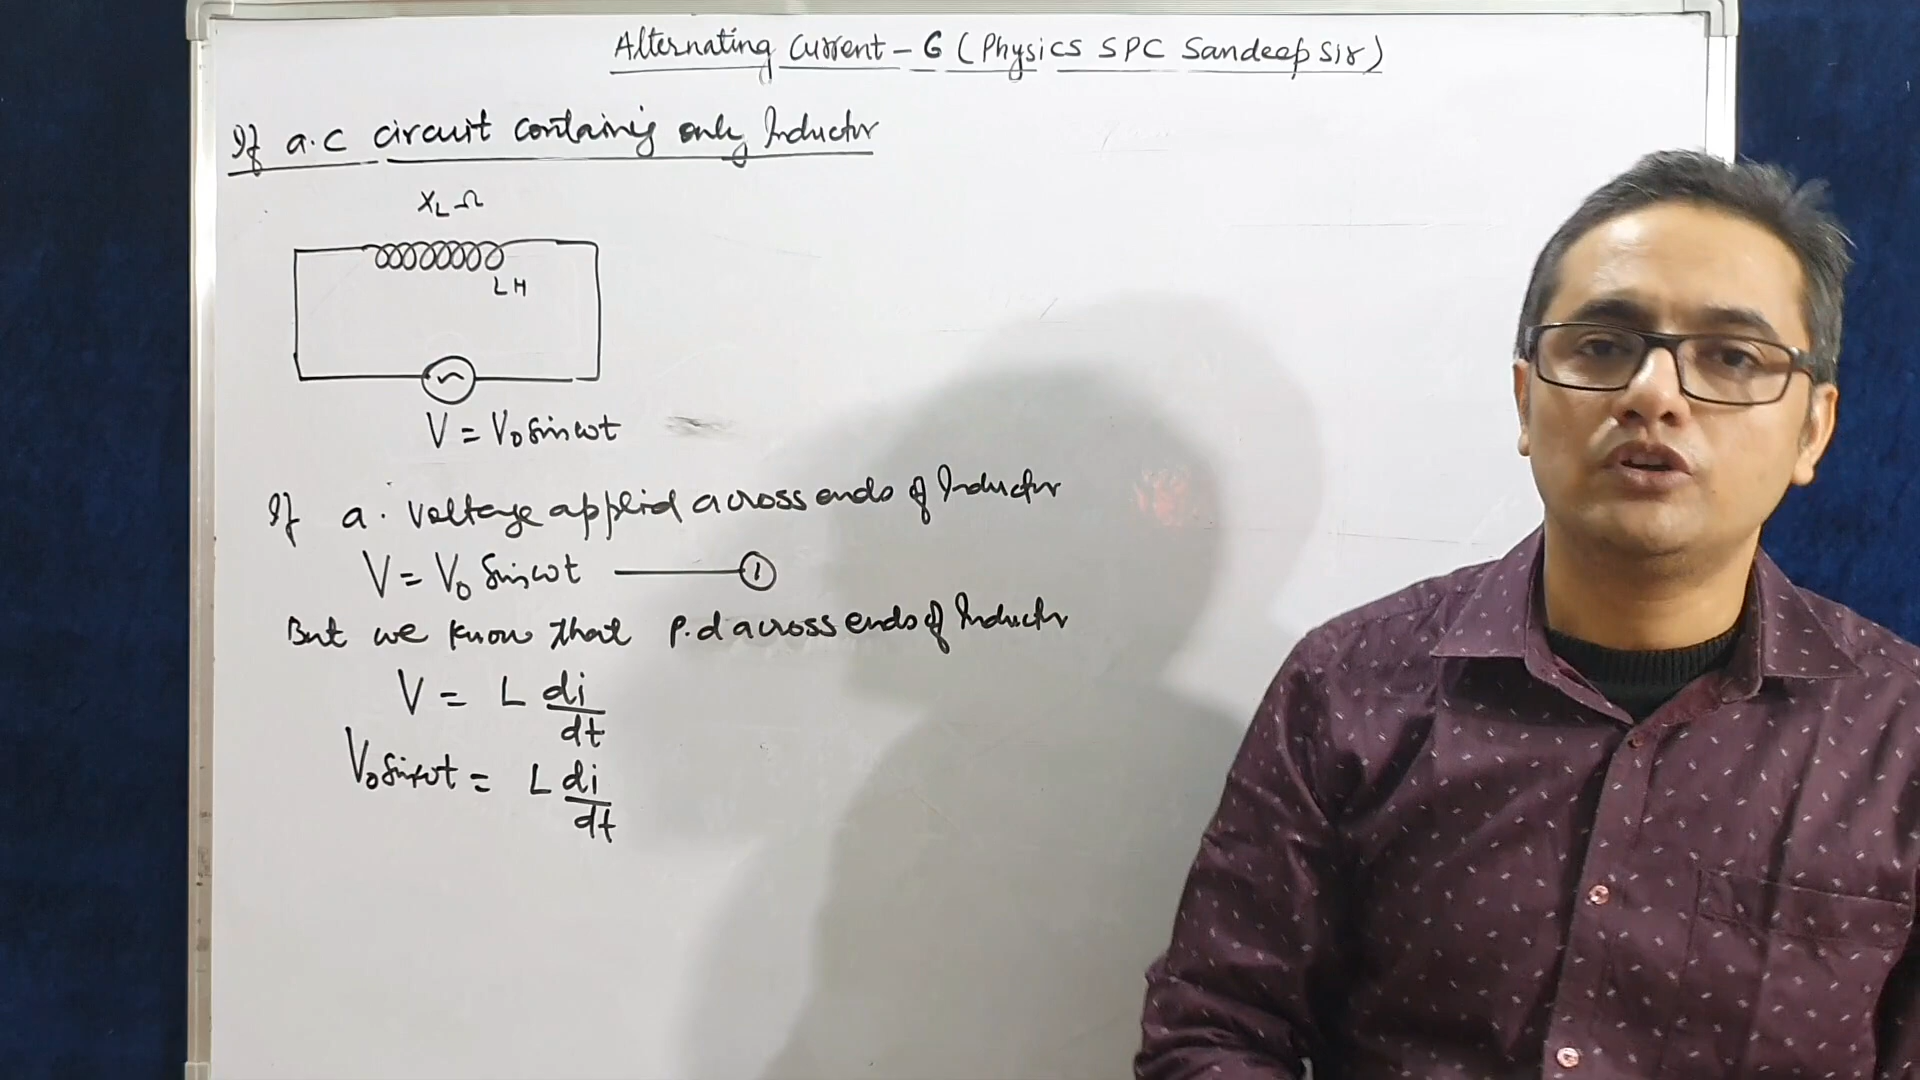 Alternating Current - 6 (Physics SPC Sandeep Sir)
If a.c circuit containing only Inductor
XL Ω
L H
V = V₀ sinωt
If a. voltage applied across ends of Inductor
V = V₀ sinωt ——— ①
But we know that p.d across ends of Inductor
V = L di/dt
V₀ sinωt = L di/dt